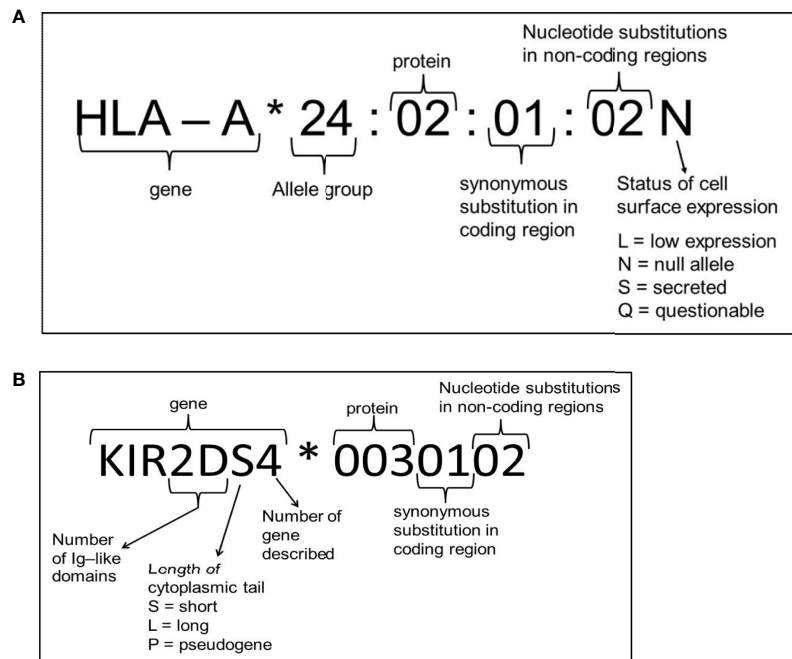 A
Nucleotide substitutions
in non-coding regions
protein
HLA – A * 24 : 02 : 01 : 02 N
gene
Allele group
synonymous
substitution in
coding region
Status of cell
surface expression
L = low expression
N = null allele
S = secreted
Q = questionable
B
Nucleotide substitutions
in non-coding regions
gene
protein
KIR2DS4 * 0030102
Number
of Ig–like
domains
Length of
cytoplasmic tail
S = short
L = long
P = pseudogene
Number of
gene
described
synonymous
substitution in
coding region